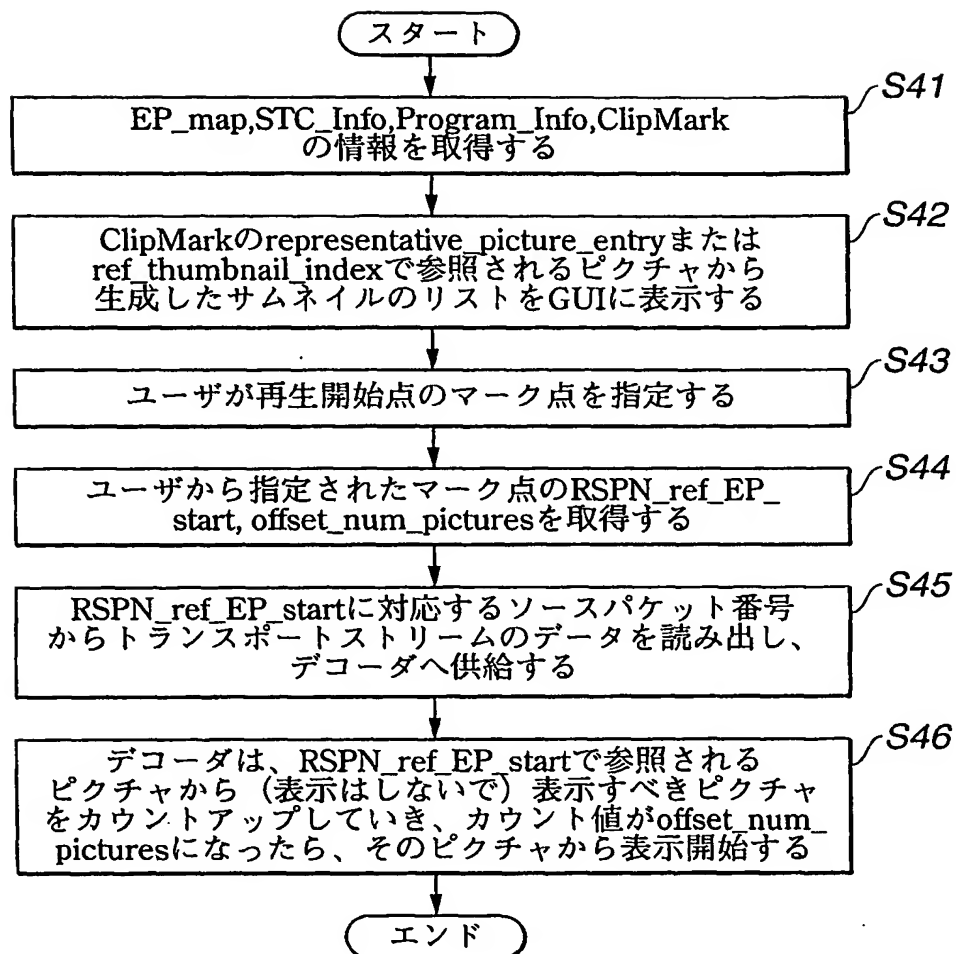 スタート
S41
EP_map,STC_Info,Program_Info,ClipMark
の情報を取得する
S42
ClipMarkのrepresentative_picture_entryまたは
ref_thumbnail_indexで参照されるピクチャから
生成したサムネイルのリストをGUIに表示する
S43
ユーザが再生開始点のマーク点を指定する
S44
ユーザから指定されたマーク点のRSPN_ref_EP_
start, offset_num_picturesを取得する
S45
RSPN_ref_EP_startに対応するソースパケット番号
からトランスポートストリームのデータを読み出し、
デコーダへ供給する
S46
デコーダは、RSPN_ref_EP_startで参照される
ピクチャから（表示はしないで）表示すべきピクチャ
をカウントアップしていき、カウント値がoffset_num_
picturesになったら、そのピクチャから表示開始する
エンド